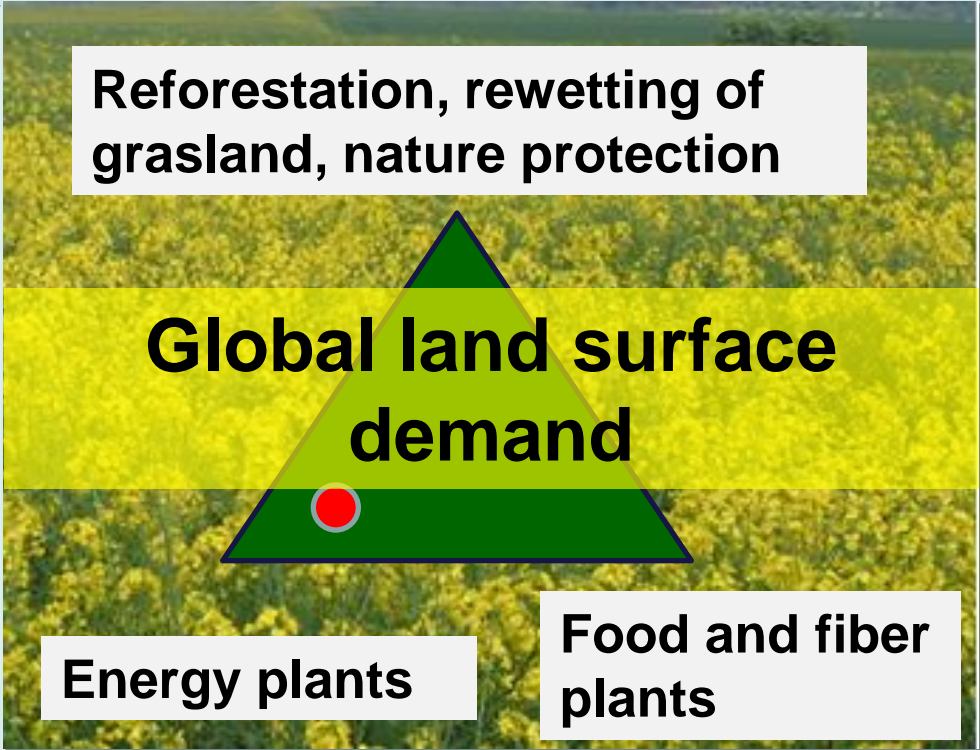 Reforestation, rewetting of
grasland, nature protection
Global land surface
demand
Energy plants
Food and fiber
plants